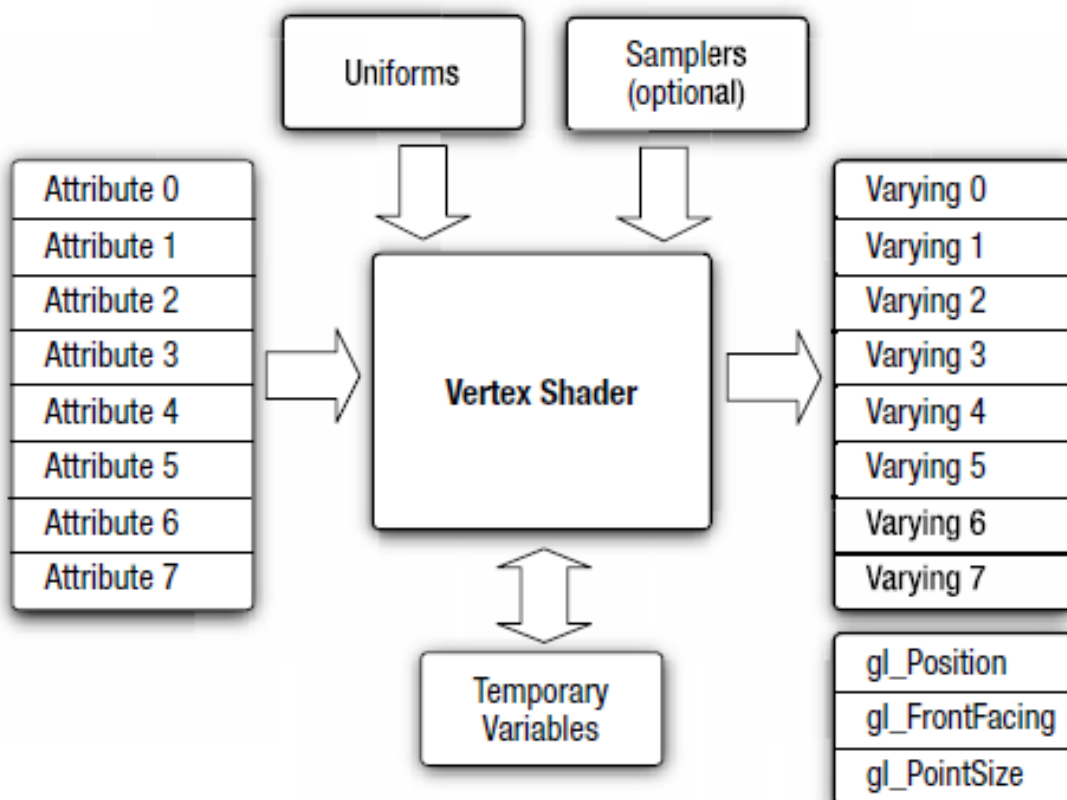 Uniforms
Samplers
(optional)
Attribute 0
Attribute 1
Attribute 2
Attribute 3
Attribute 4
Attribute 5
Attribute 6
Attribute 7
Vertex Shader
Varying 0
Varying 1
Varying 2
Varying 3
Varying 4
Varying 5
Varying 6
Varying 7
Temporary
Variables
gl_Position
gl_FrontFacing
gl_PointSize